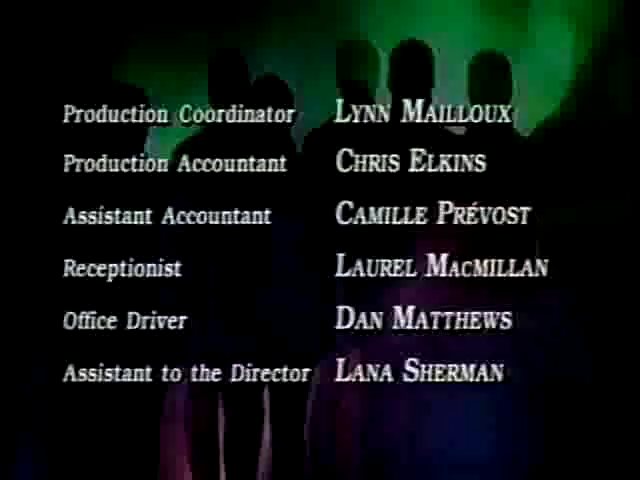 Production Coordinator LYNN MAILLOUX
Production Accountant CHRIS ELKINS
Assistant Accountant CAMILLE PRÉVOST
Receptionist LAUREL MACMILLAN
Office Driver DAN MATTHEWS
Assistant to the Director LANA SHERMAN